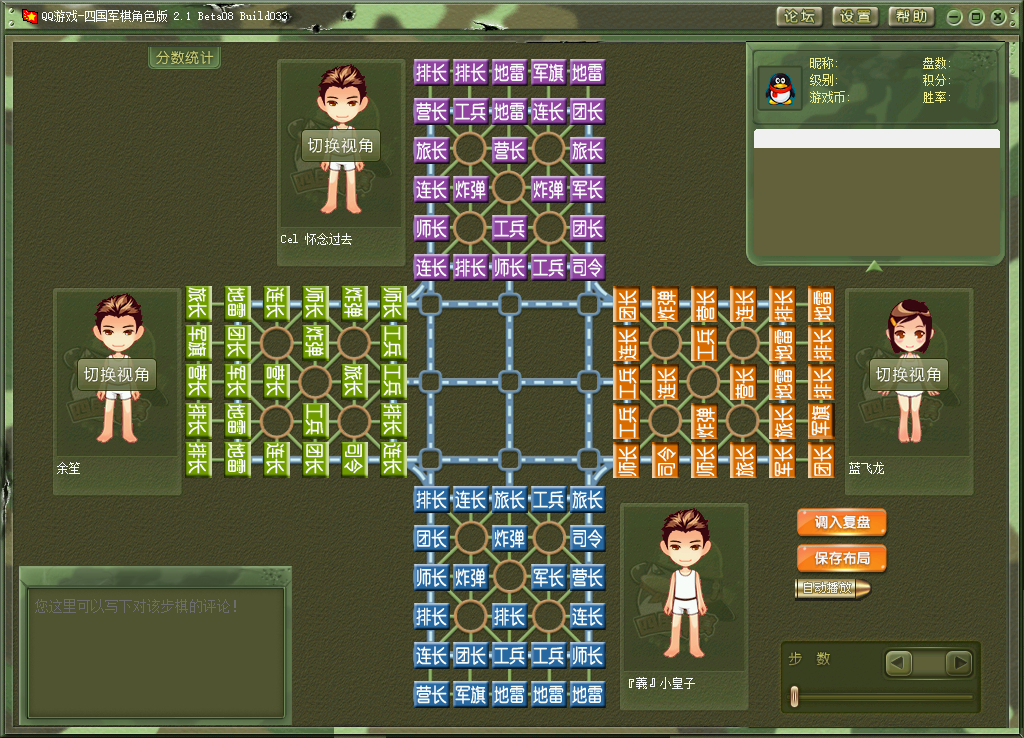 QQ游戏-四国军棋角色版 2.1 Beta08 Build033
论坛 设置 帮助
分数统计
昵称: 盘数:
级别: 积分:
游戏币: 胜率:
切换视角
Cel 怀念过去
排长 排长 地雷 军旗 地雷
营长 工兵 地雷 连长 团长
旅长 营长 旅长
连长 炸弹 炸弹 军长
师长 工兵 团长
连长 排长 师长 工兵 司令
切换视角
余笙
旅长 地雷 连长 师长 炸弹 师长
军旗 团长 炸弹 工兵
营长 军长 营长 旅长 工兵
排长 地雷 工兵 排长
排长 地雷 连长 团长 司令 连长
团长 炸弹 营长 连长 排长 地雷
连长 工兵 地雷 排长
工兵 连长 营长 地雷 排长
工兵 炸弹 旅长 军旗
师长 司令 师长 旅长 军长 团长
切换视角
蓝飞龙
排长 连长 旅长 工兵 旅长
团长 炸弹 司令
师长 炸弹 军长 营长
排长 排长 连长
连长 团长 工兵 工兵 师长
营长 军旗 地雷 地雷 地雷
『義』小皇子
调入复盘
保存布局
自动播放
您这里可以写下对该步棋的评论!
步 数